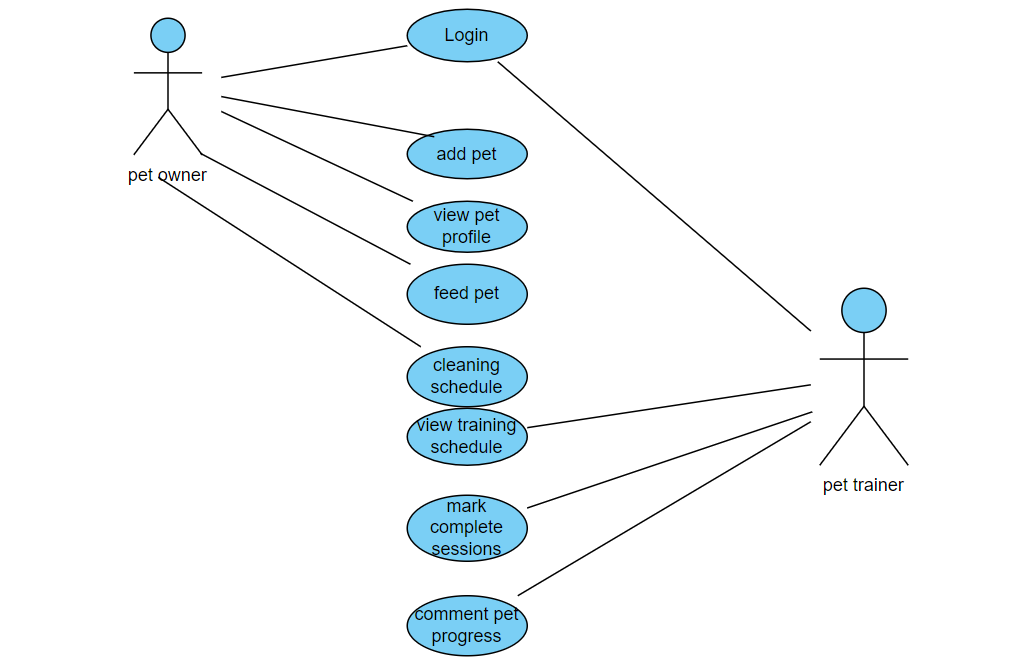 Login
add pet
pet owner
view pet
profile
feed pet
cleaning
schedule
view training
schedule
pet trainer
mark
complete
sessions
comment pet
progress